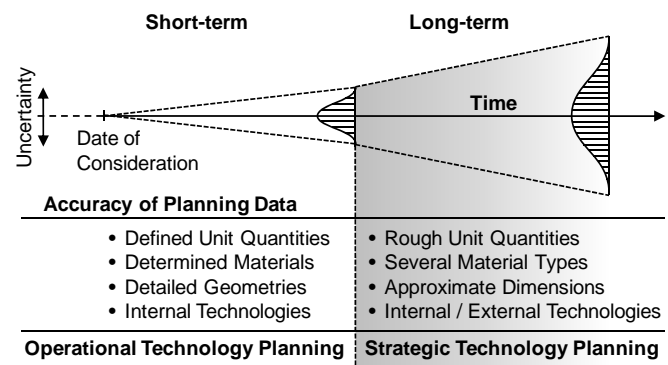 Short-term
Long-term
Uncertainty
Time
Date of
Consideration
Accuracy of Planning Data
• Defined Unit Quantities
• Determined Materials
• Detailed Geometries
• Internal Technologies
• Rough Unit Quantities
• Several Material Types
• Approximate Dimensions
• Internal / External Technologies
Operational Technology Planning
Strategic Technology Planning